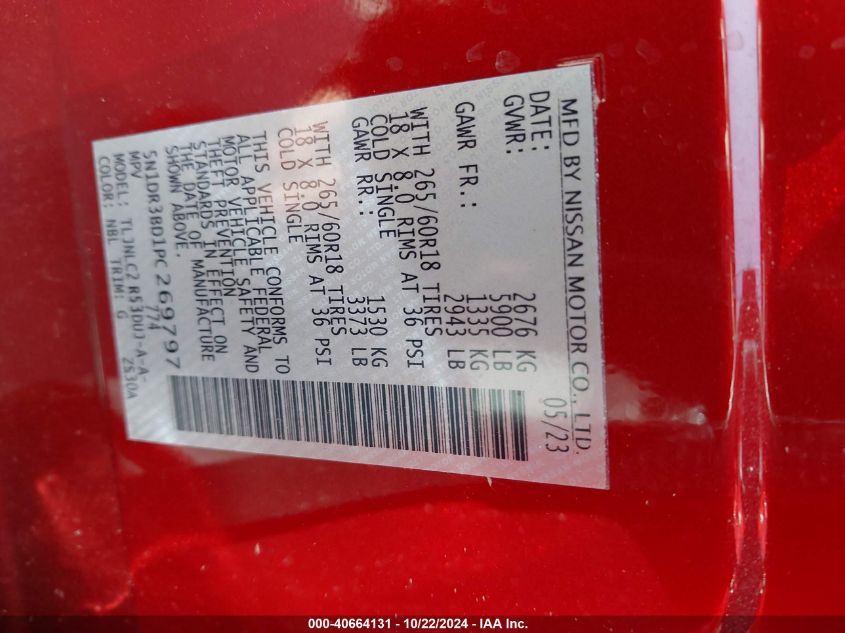 MFD BY NISSAN MOTOR CO., LTD.
DATE: 05/23
GVWR: 2676 KG
5900 LB
GAWR FR.: 1335 KG
2943 LB
WITH 265/60R18 TIRES
18 X 8.0 RIMS AT 36 PSI
COLD SINGLE
GAWR RR.: 1530 KG
3373 LB
WITH 265/60R18 TIRES
18 X 8.0 RIMS AT 36 PSI
COLD SINGLE
THIS VEHICLE CONFORMS TO
ALL APPLICABLE FEDERAL
MOTOR VEHICLE SAFETY AND
THEFT PREVENTION
STANDARDS IN EFFECT ON
THE DATE OF MANUFACTURE
SHOWN ABOVE.
5N1DR3BD1PC269797
MPV 774
MODEL: TLJNLC2 R53DUJ-A-A-
COLOR: NBL TRIM: G 2S30A
000-40664131 - 10/22/2024 - IAA Inc.